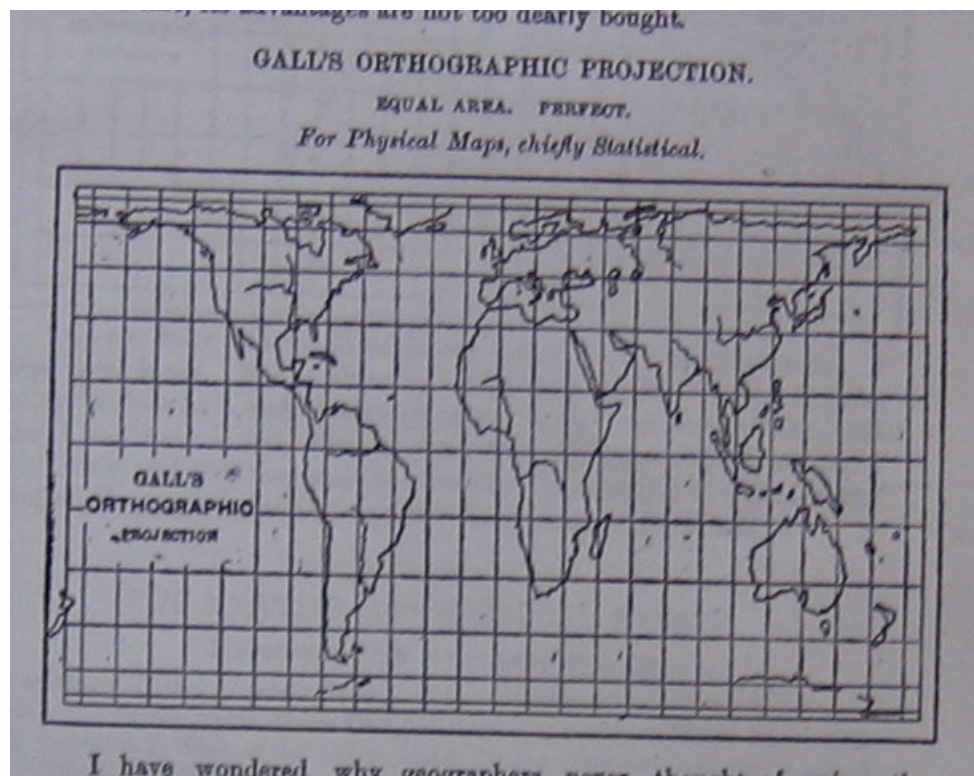 its advantages are not too dearly bought.
GALL'S ORTHOGRAPHIC PROJECTION.
EQUAL AREA. PERFECT.
For Physical Maps, chiefly Statistical.
GALL'S
ORTHOGRAPHIC
PROJECTION
I have wondered why geographers never thought of